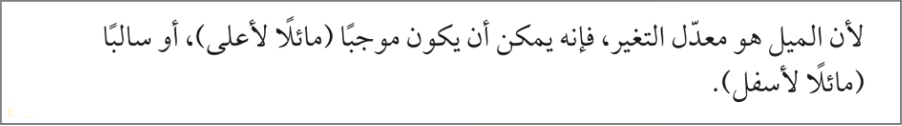 لأن الميل هو معدّل التغير، فإنه يمكن أن يكون موجبًا (مائلًا لأعلى)، أو سالبًا
(مائلًا لأسفل).